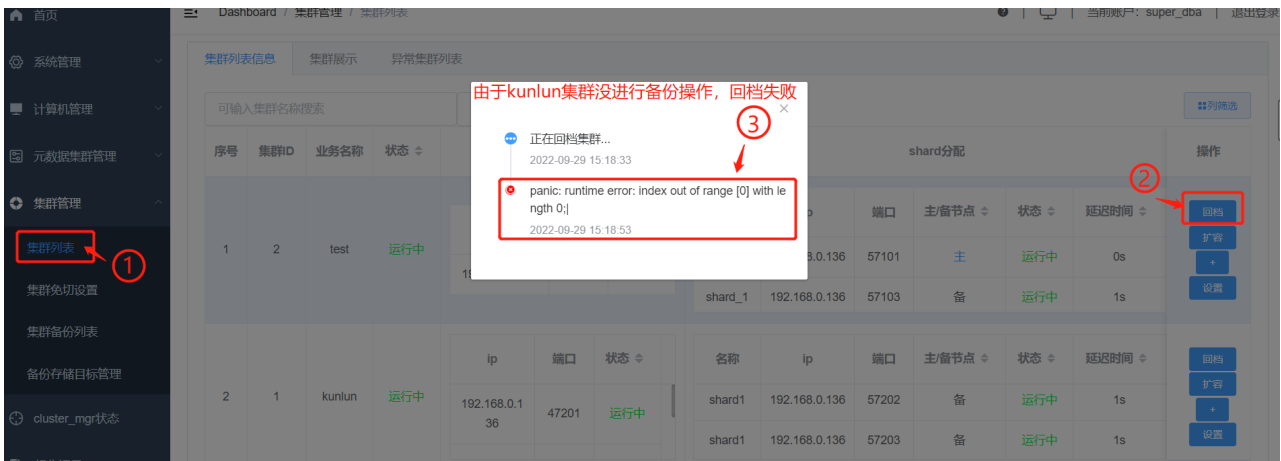 首页
Dashboard / 集群管理 / 集群列表
当前账户：super_dba
退出登录
系统管理
计算机管理
元数据集群管理
集群管理
集群列表
集群免切设置
集群备份列表
备份存储目标管理
cluster_mgr状态
①
集群列表信息
集群展示
异常集群列表
可输入集群名称搜索
列筛选
由于kunlun集群没进行备份操作，回档失败
③
正在回档集群...
2022-09-29 15:18:33
panic: runtime error: index out of range [0] with le
ngth 0;|
2022-09-29 15:18:53
序号 集群ID 业务名称 状态 shard分配 操作
②
端口 主/备节点 状态 延迟时间
1 2 test 运行中
57101 主 运行中 0s
shard_1 192.168.0.136 57103 备 运行中 1s
回档
扩容
+
设置
ip 端口 状态 名称 ip 端口 主/备节点 状态 延迟时间
2 1 kunlun 运行中
192.168.0.1
36
47201 运行中
shard1 192.168.0.136 57202 备 运行中 1s
shard1 192.168.0.136 57203 备 运行中 1s
回档
扩容
+
设置